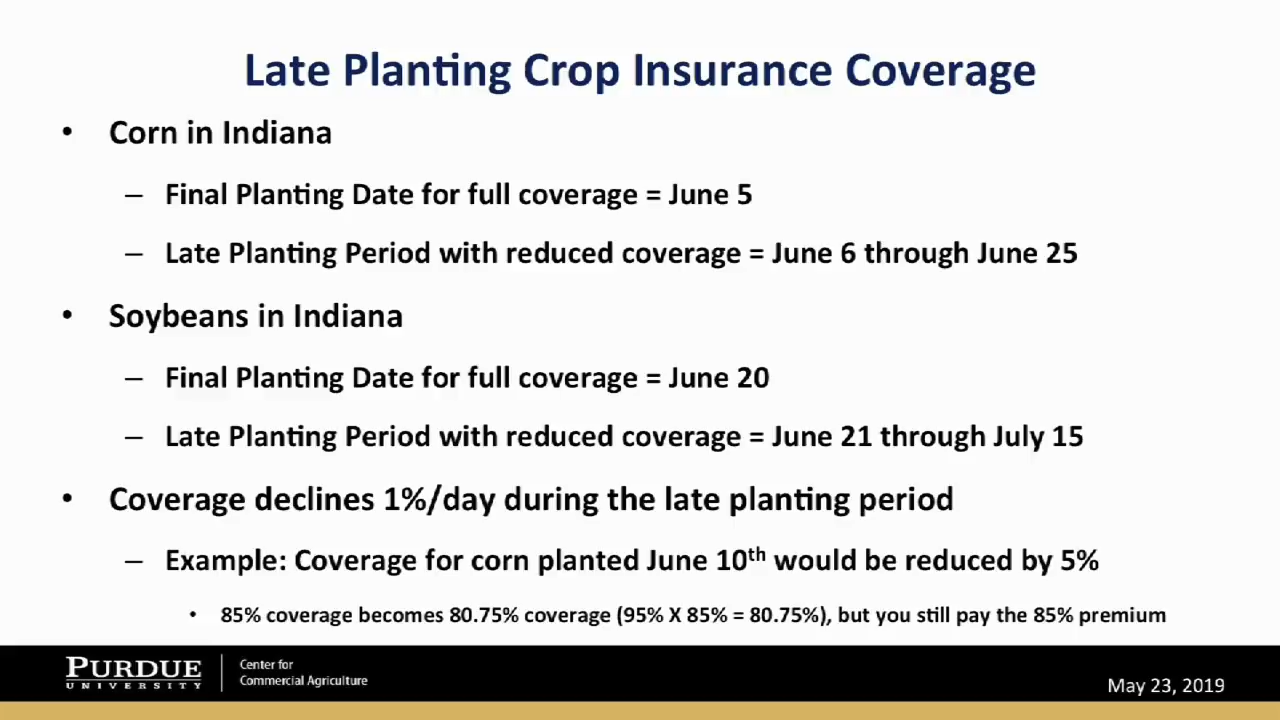 Late Planting Crop Insurance Coverage
• Corn in Indiana
– Final Planting Date for full coverage = June 5
– Late Planting Period with reduced coverage = June 6 through June 25
• Soybeans in Indiana
– Final Planting Date for full coverage = June 20
– Late Planting Period with reduced coverage = June 21 through July 15
• Coverage declines 1%/day during the late planting period
– Example: Coverage for corn planted June 10th would be reduced by 5%
• 85% coverage becomes 80.75% coverage (95% X 85% = 80.75%), but you still pay the 85% premium
PURDUE
UNIVERSITY
Center for
Commercial Agriculture
May 23, 2019